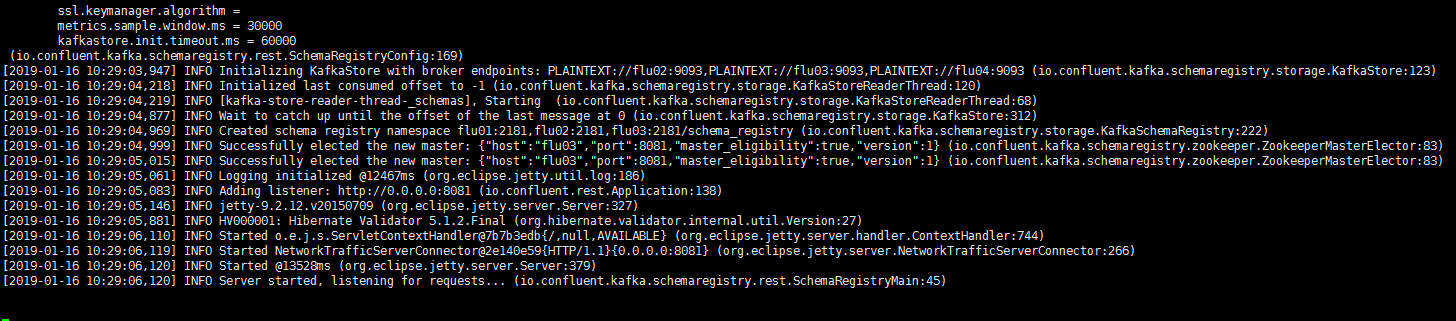 ssl.keymanager.algorithm =
metrics.sample.window.ms = 30000
kafkastore.init.timeout.ms = 60000
(io.confluent.kafka.schemaregistry.rest.SchemaRegistryConfig:169)
[2019-01-16 10:29:03,947] INFO Initializing KafkaStore with broker endpoints: PLAINTEXT://flu02:9093,PLAINTEXT://flu03:9093,PLAINTEXT://flu04:9093 (io.confluent.kafka.schemaregistry.storage.KafkaStore:123)
[2019-01-16 10:29:04,218] INFO Initialized last consumed offset to -1 (io.confluent.kafka.schemaregistry.storage.KafkaStoreReaderThread:120)
[2019-01-16 10:29:04,219] INFO [kafka-store-reader-thread-_schemas], Starting  (io.confluent.kafka.schemaregistry.storage.KafkaStoreReaderThread:68)
[2019-01-16 10:29:04,877] INFO Wait to catch up until the offset of the last message at 0 (io.confluent.kafka.schemaregistry.storage.KafkaStore:312)
[2019-01-16 10:29:04,969] INFO Created schema registry namespace flu01:2181,flu02:2181,flu03:2181/schema_registry (io.confluent.kafka.schemaregistry.storage.KafkaSchemaRegistry:222)
[2019-01-16 10:29:04,999] INFO Successfully elected the new master: {"host":"flu03","port":8081,"master_eligibility":true,"version":1} (io.confluent.kafka.schemaregistry.zookeeper.ZookeeperMasterElector:83)
[2019-01-16 10:29:05,015] INFO Successfully elected the new master: {"host":"flu03","port":8081,"master_eligibility":true,"version":1} (io.confluent.kafka.schemaregistry.zookeeper.ZookeeperMasterElector:83)
[2019-01-16 10:29:05,061] INFO Logging initialized @12467ms (org.eclipse.jetty.util.log:186)
[2019-01-16 10:29:05,083] INFO Adding listener: http://0.0.0.0:8081 (io.confluent.rest.Application:138)
[2019-01-16 10:29:05,146] INFO jetty-9.2.12.v20150709 (org.eclipse.jetty.server.Server:327)
[2019-01-16 10:29:05,881] INFO HV000001: Hibernate Validator 5.1.2.Final (org.hibernate.validator.internal.util.Version:27)
[2019-01-16 10:29:06,110] INFO Started o.e.j.s.ServletContextHandler@7b7b3edb{/,null,AVAILABLE} (org.eclipse.jetty.server.handler.ContextHandler:744)
[2019-01-16 10:29:06,119] INFO Started NetworkTrafficServerConnector@2e140e59{HTTP/1.1}{0.0.0.0:8081} (org.eclipse.jetty.server.NetworkTrafficServerConnector:266)
[2019-01-16 10:29:06,120] INFO Started @13528ms (org.eclipse.jetty.server.Server:379)
[2019-01-16 10:29:06,120] INFO Server started, listening for requests... (io.confluent.kafka.schemaregistry.rest.SchemaRegistryMain:45)